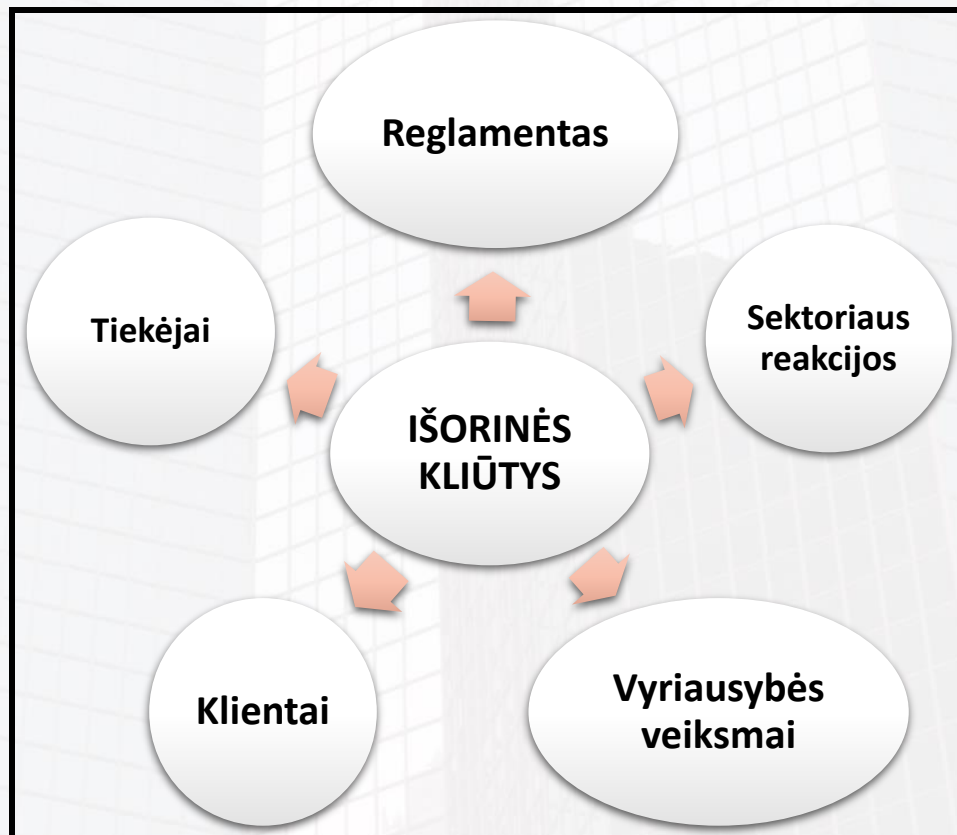 Reglamentas
Tiekėjai
Sektoriaus
reakcijos
IŠORINĖS
KLIŪTYS
Klientai
Vyriausybės
veiksmai